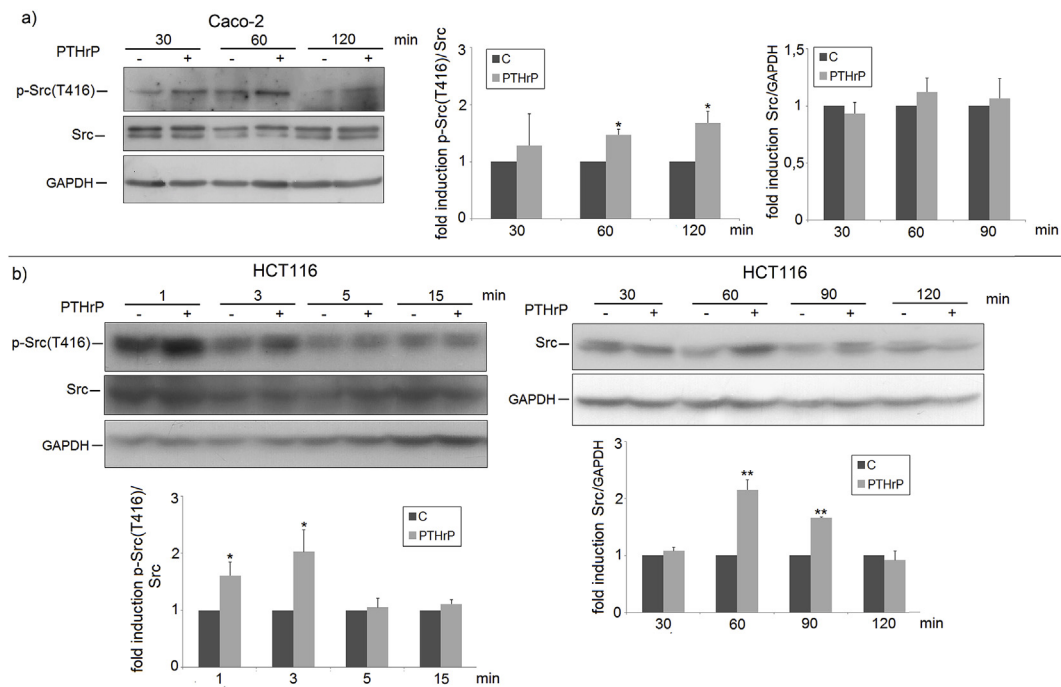 a)
Caco-2
30 60 120 min
PTHrP - + - + - +
p-Src(T416)
Src
GAPDH
fold induction p-Src(T416)/Src
3
2
1
0
C
PTHrP
* *
30 60 120 min
fold induction Src/GAPDH
1,5
1
0,5
0
C
PTHrP
30 60 90 min
b)
HCT116
1 3 5 15 min
PTHrP - + - + - + - +
p-Src(T416)
Src
GAPDH
fold induction p-Src(T416)/
Src
3
2
1
0
C
PTHrP
* *
1 3 5 15 min
HCT116
30 60 90 120 min
PTHrP - + - + - + - +
Src
GAPDH
fold induction Src/GAPDH
3
2
1
0
C
PTHrP
** **
30 60 90 120 min